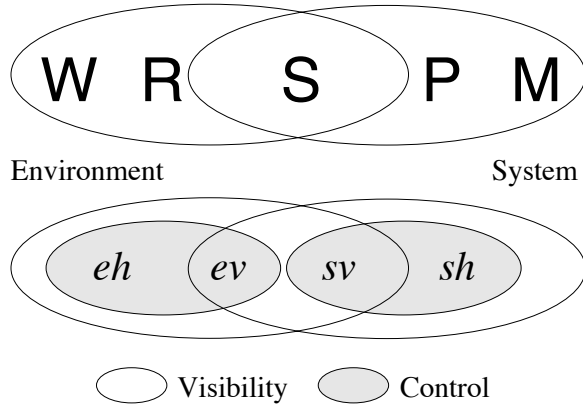 W R S P M
Environment System
eh ev sv sh
Visibility Control